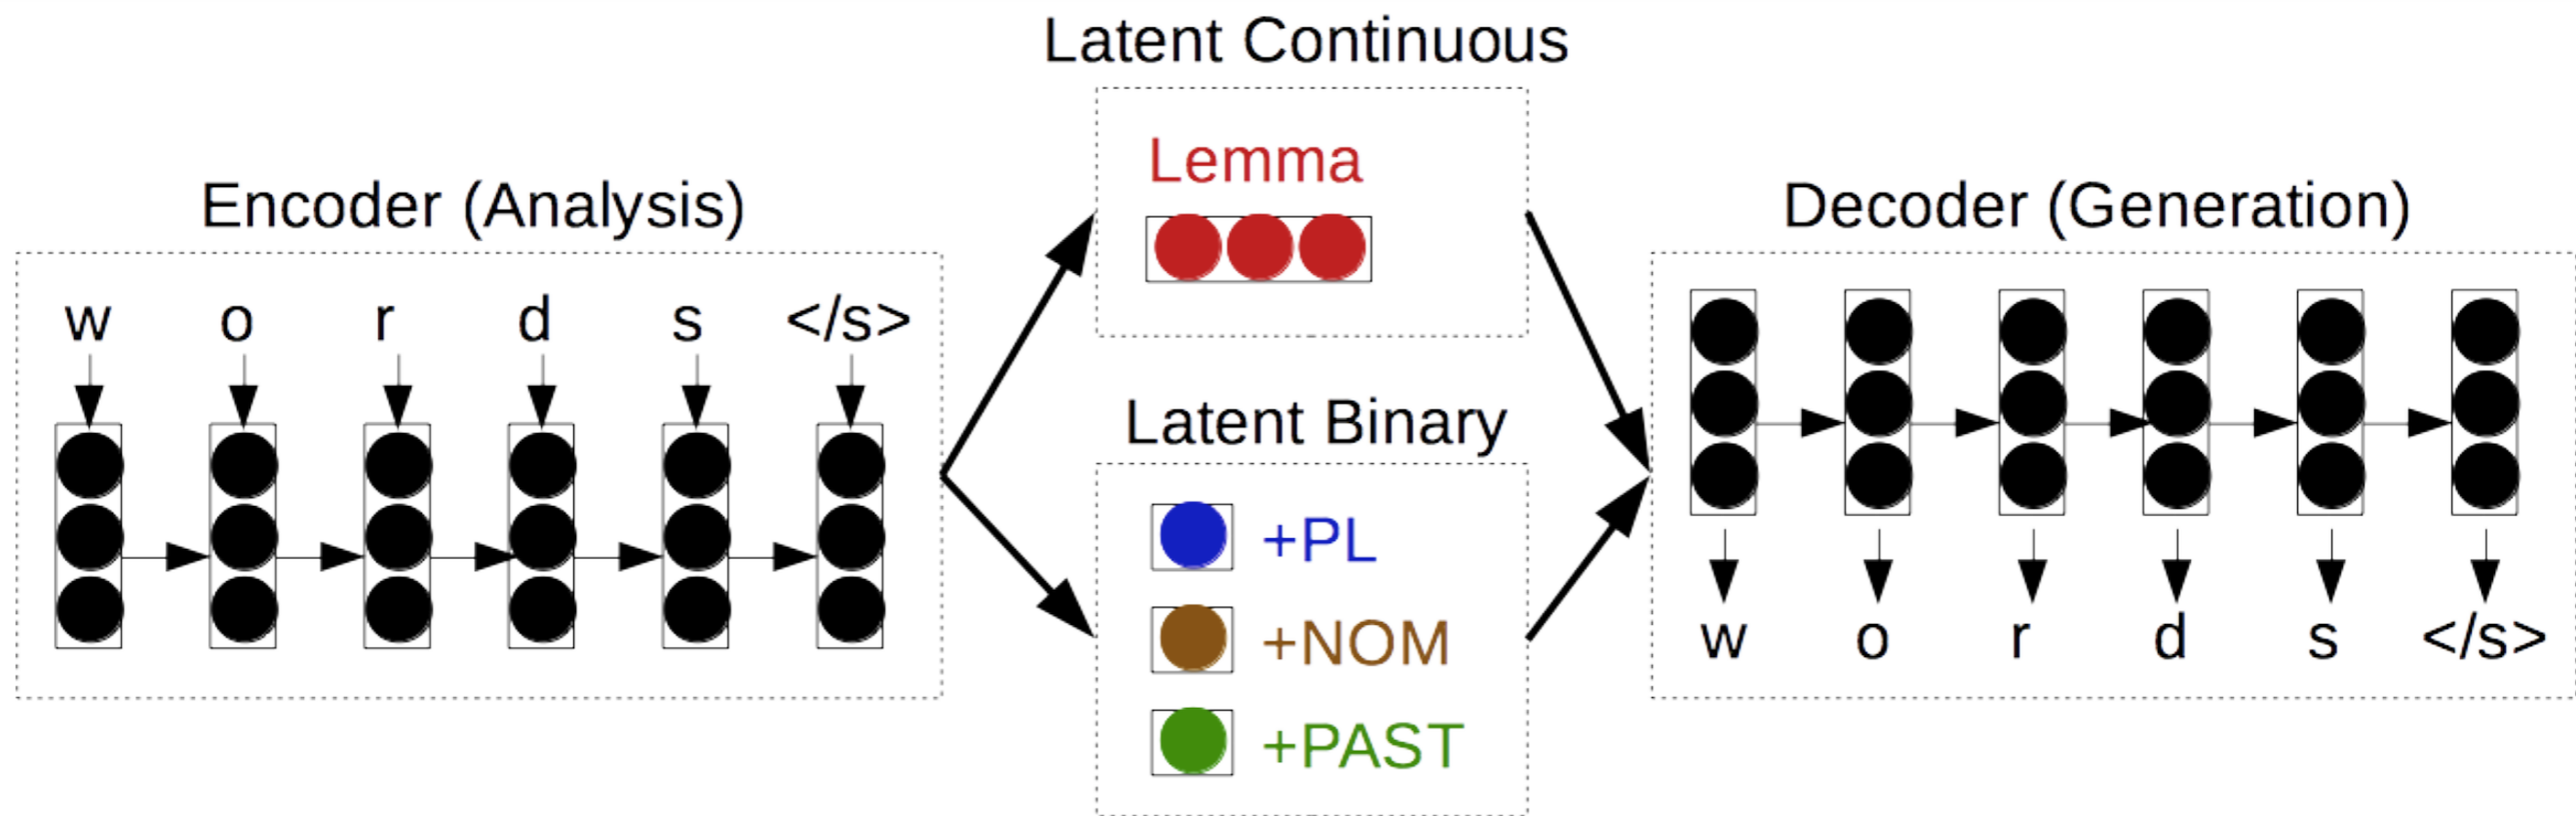 Latent Continuous
Lemma
Encoder (Analysis)
w o r d s </s>
Latent Binary
+PL
+NOM
+PAST
Decoder (Generation)
w o r d s </s>